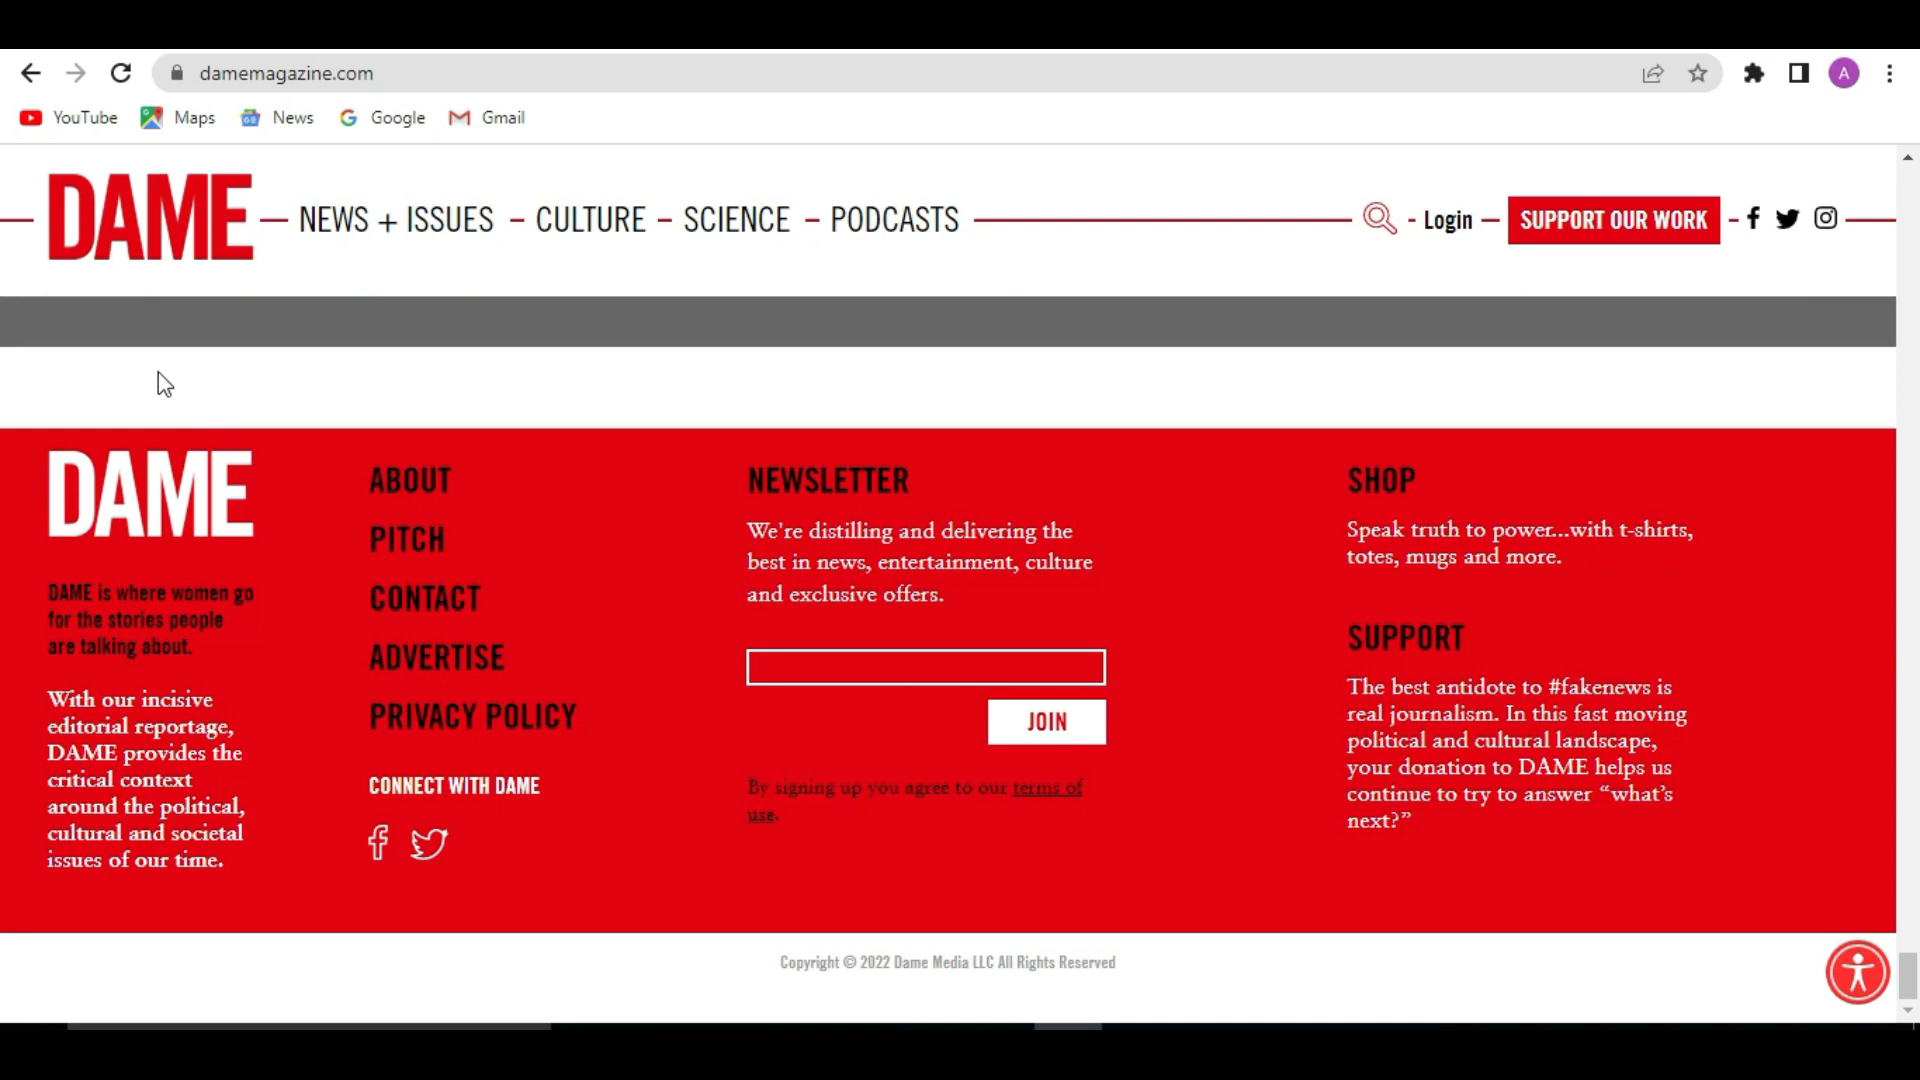 damemagazine.com
A
YouTube Maps News Google Gmail
DAME NEWS + ISSUES CULTURE SCIENCE PODCASTS Login SUPPORT OUR WORK
DAME
DAME is where women go
for the stories people
are talking about.
With our incisive
editorial reportage,
DAME provides the
critical context
around the political,
cultural and societal
issues of our time.
ABOUT
PITCH
CONTACT
ADVERTISE
PRIVACY POLICY
CONNECT WITH DAME
NEWSLETTER
We're distilling and delivering the
best in news, entertainment, culture
and exclusive offers.
JOIN
By signing up you agree to our terms of
use.
SHOP
Speak truth to power...with t-shirts,
totes, mugs and more.
SUPPORT
The best antidote to #fakenews is
real journalism. In this fast moving
political and cultural landscape,
your donation to DAME helps us
continue to try to answer “what’s
next?”
Copyright © 2022 Dame Media LLC All Rights Reserved